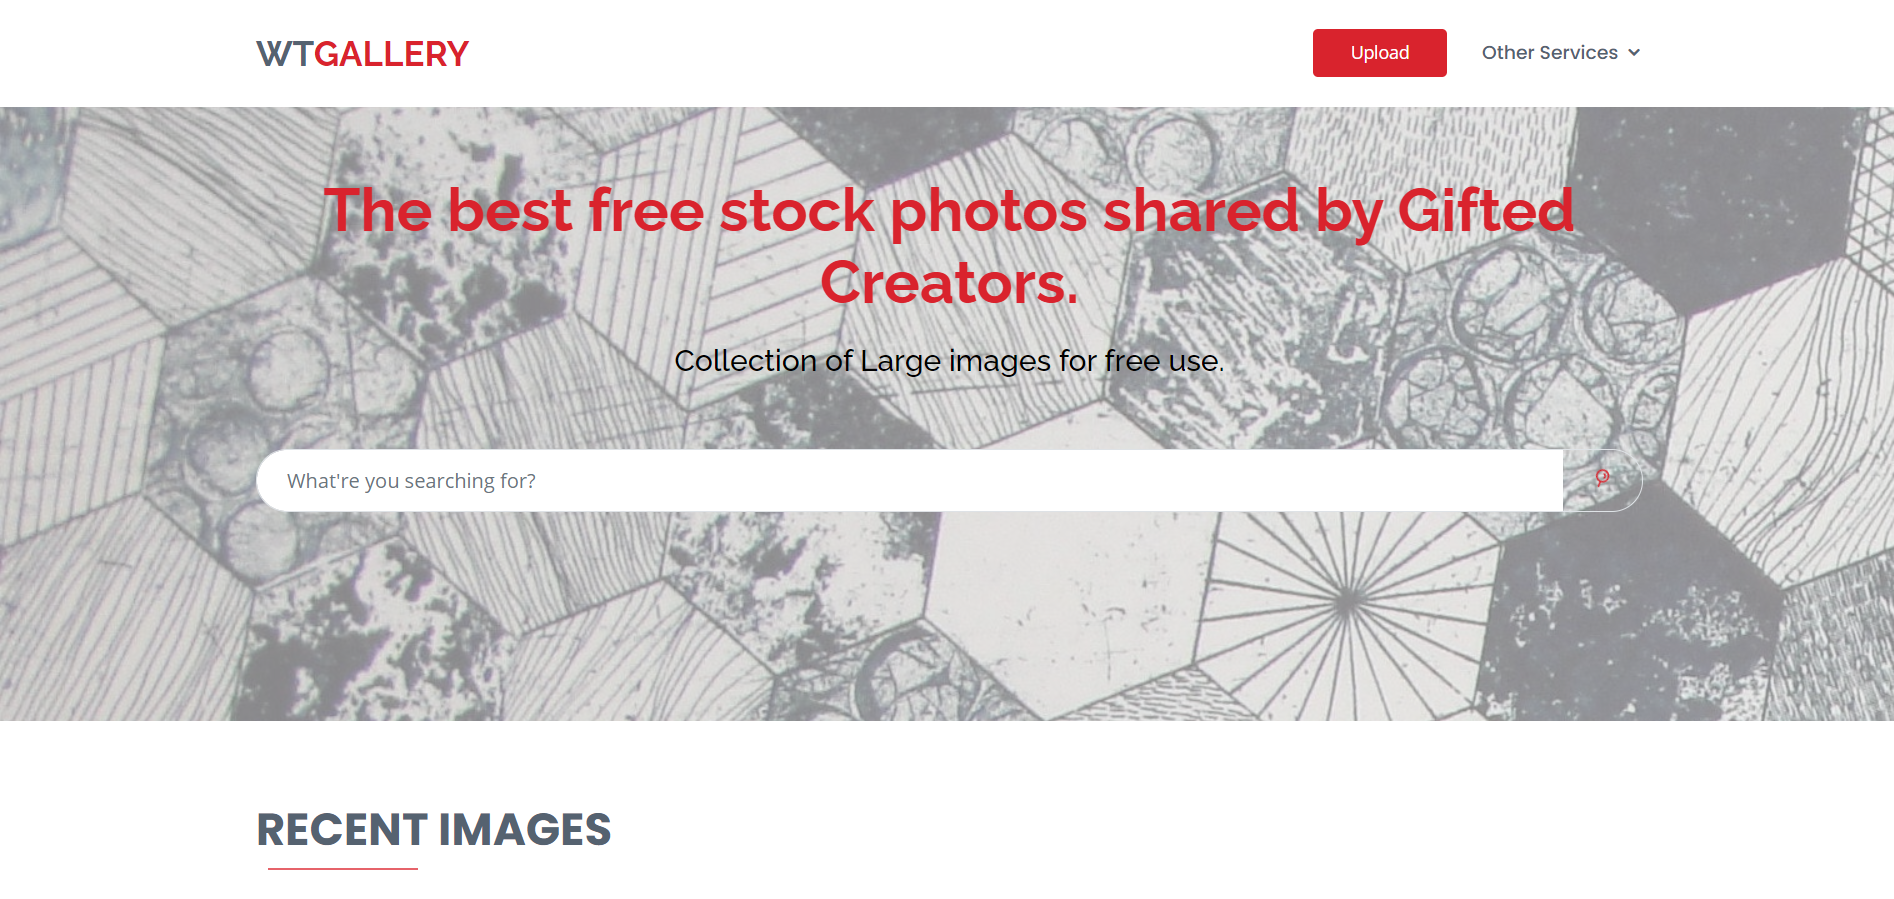 WTGALLERY
Upload
Other Services
The best free stock photos shared by Gifted
Creators.
Collection of Large images for free use.
What're you searching for?
RECENT IMAGES